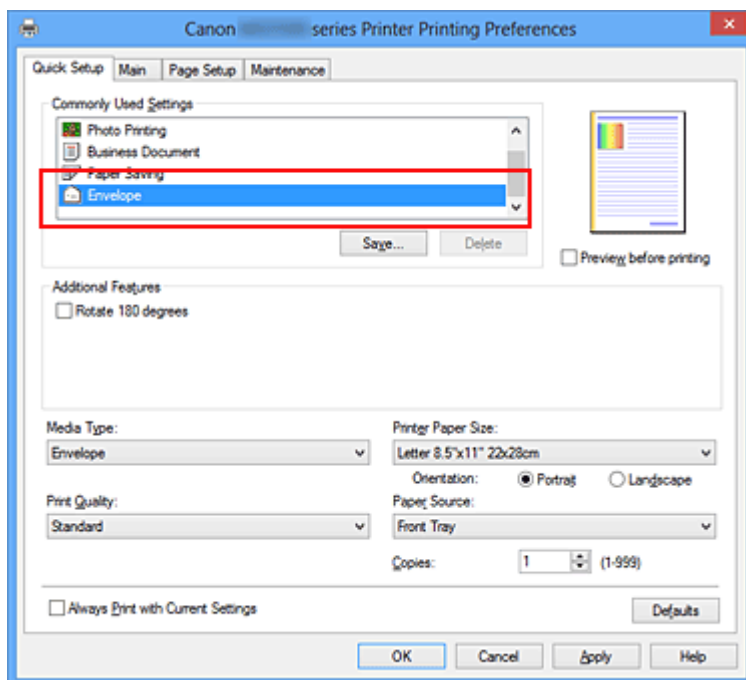 Canon series Printer Printing Preferences
Quick Setup Main Page Setup Maintenance
Commonly Used Settings
Photo Printing
Business Document
Paper Saving
Envelope
Save... Delete
Preview before printing
Additional Features
Rotate 180 degrees
Media Type:
Envelope
Printer Paper Size:
Letter 8.5"x11" 22x28cm
Orientation: Portrait Landscape
Print Quality:
Standard
Paper Source:
Front Tray
Copies: 1 (1-999)
Always Print with Current Settings
Defaults
OK Cancel Apply Help